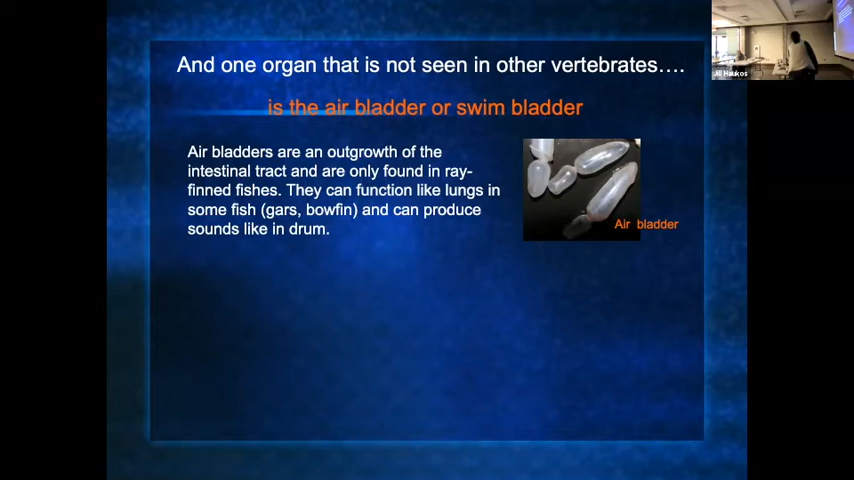 And one organ that is not seen in other vertebrates….
is the air bladder or swim bladder
Air bladders are an outgrowth of the
intestinal tract and are only found in ray-
finned fishes. They can function like lungs in
some fish (gars, bowfin) and can produce
sounds like in drum.
Air bladder
Jill Haukos